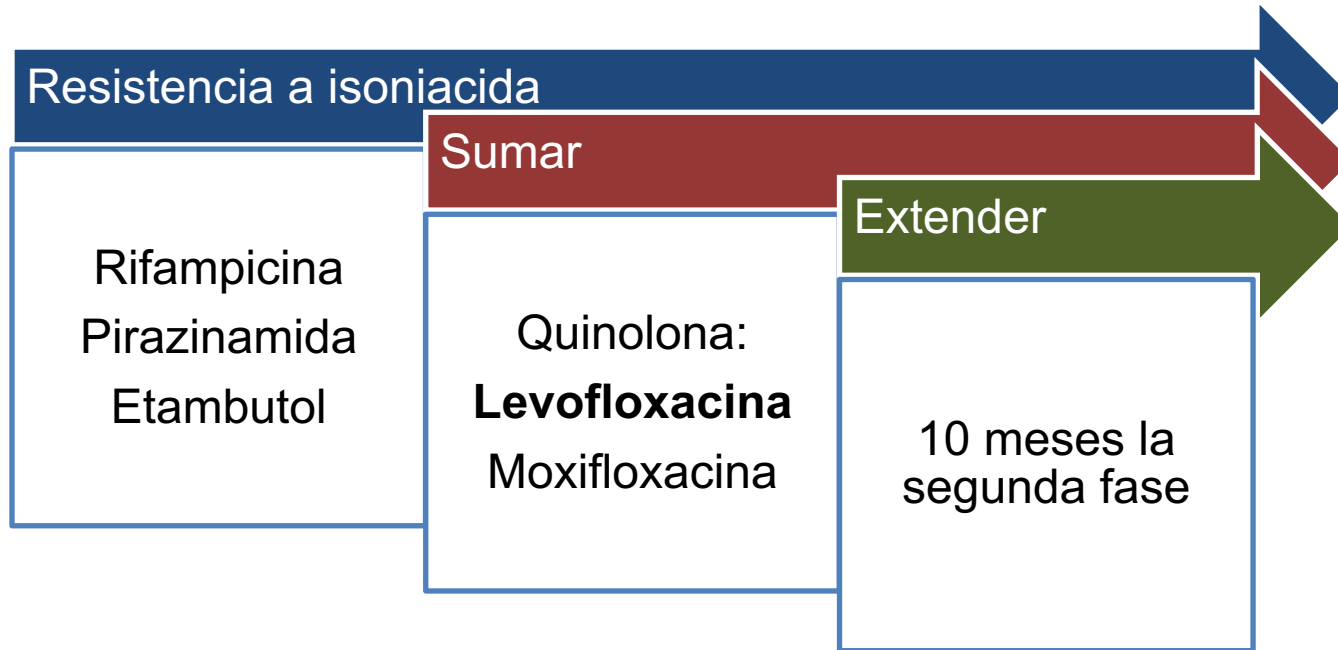 Resistencia a isoniacida
Rifampicina
Pirazinamida
Etambutol
Sumar
Quinolona:
Levofloxacina
Moxifloxacina
Extender
10 meses la
segunda fase